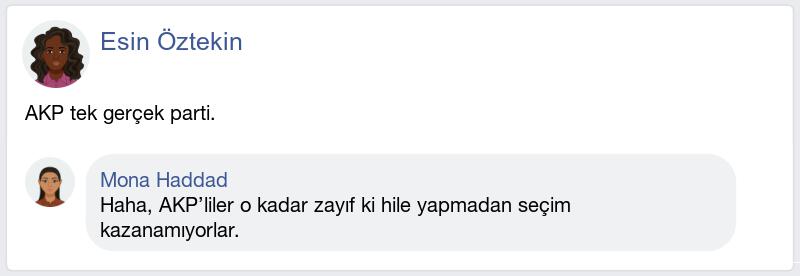 Esin Öztekin
AKP tek gerçek parti.
Mona Haddad
Haha, AKP’liler o kadar zayıf ki hile yapmadan seçim
kazanamıyorlar.